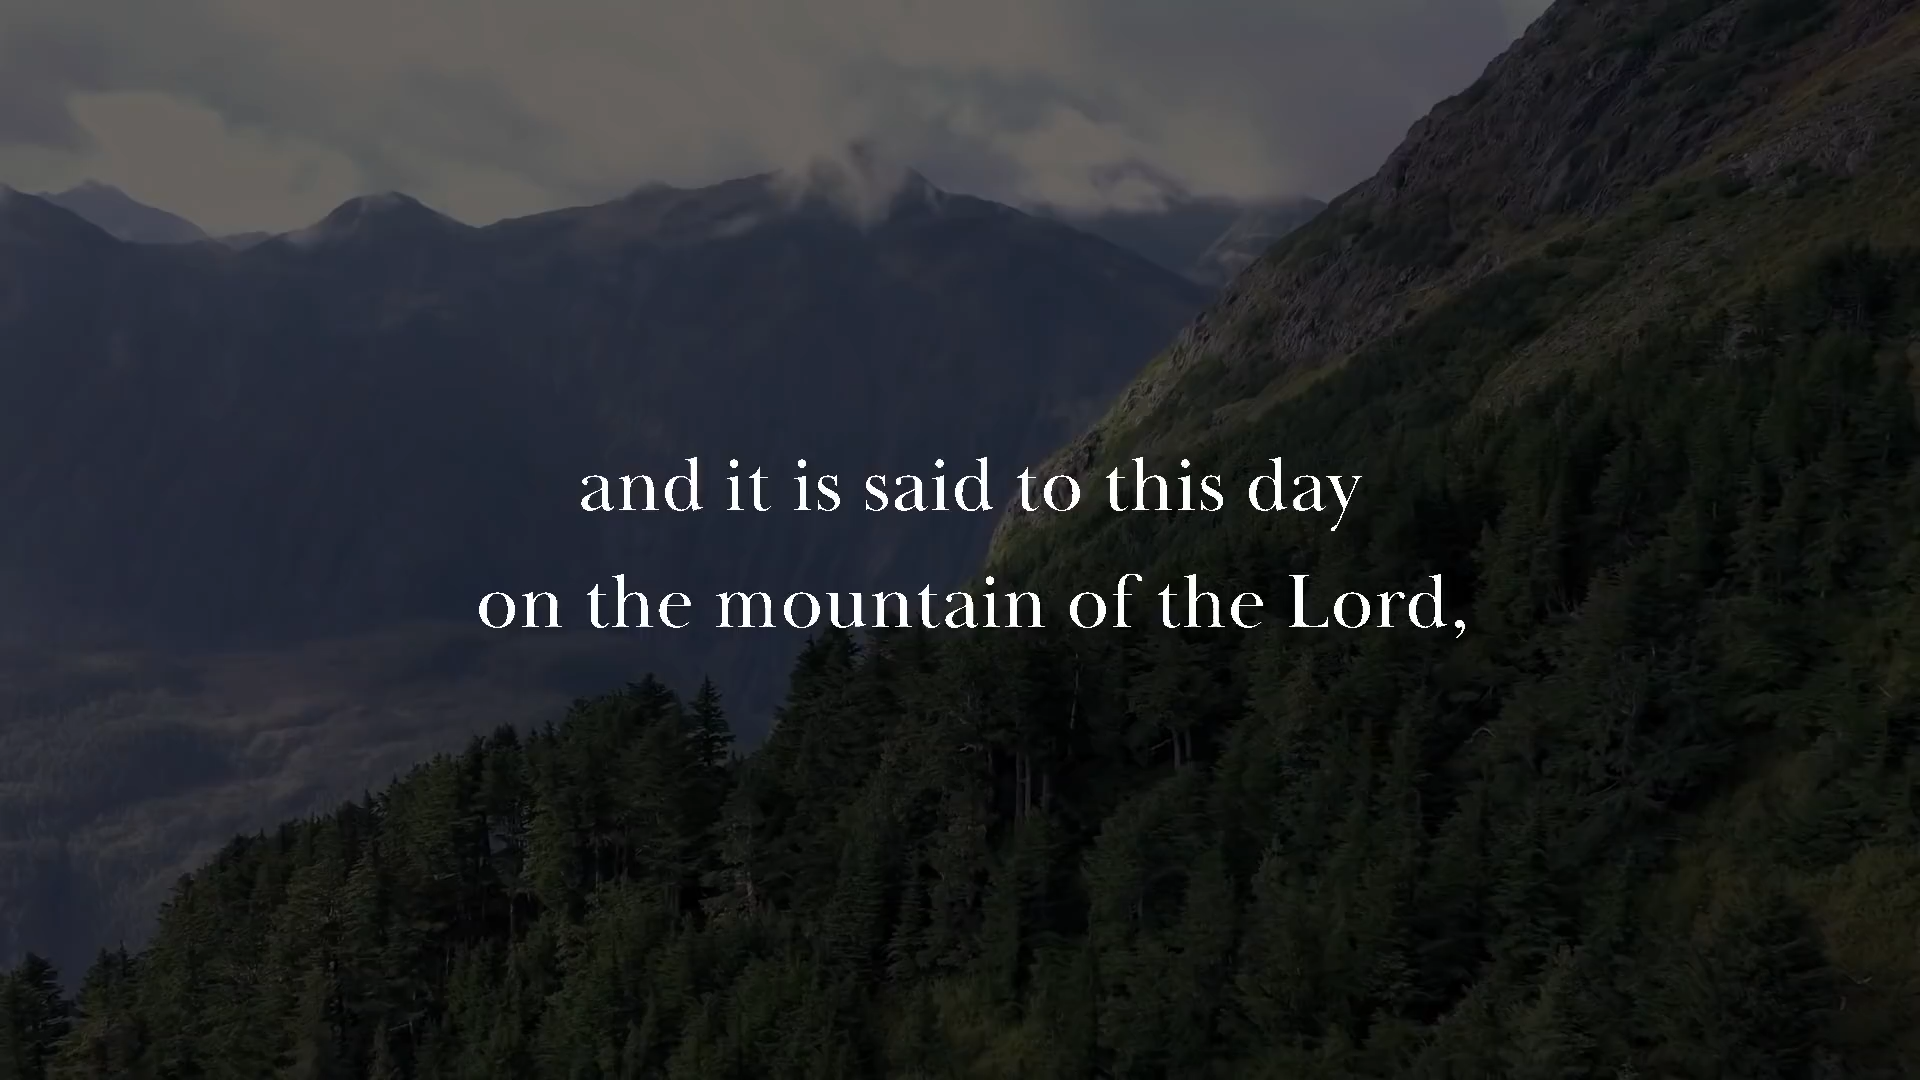 and it is said to this day
on the mountain of the Lord,